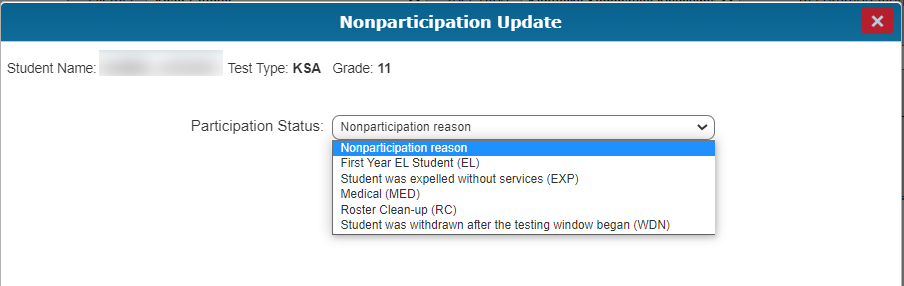 Nonparticipation Update
Student Name: Test Type: KSA Grade: 11
Participation Status: Nonparticipation reason
Nonparticipation reason
First Year EL Student (EL)
Student was expelled without services (EXP)
Medical (MED)
Roster Clean-up (RC)
Student was withdrawn after the testing window began (WDN)